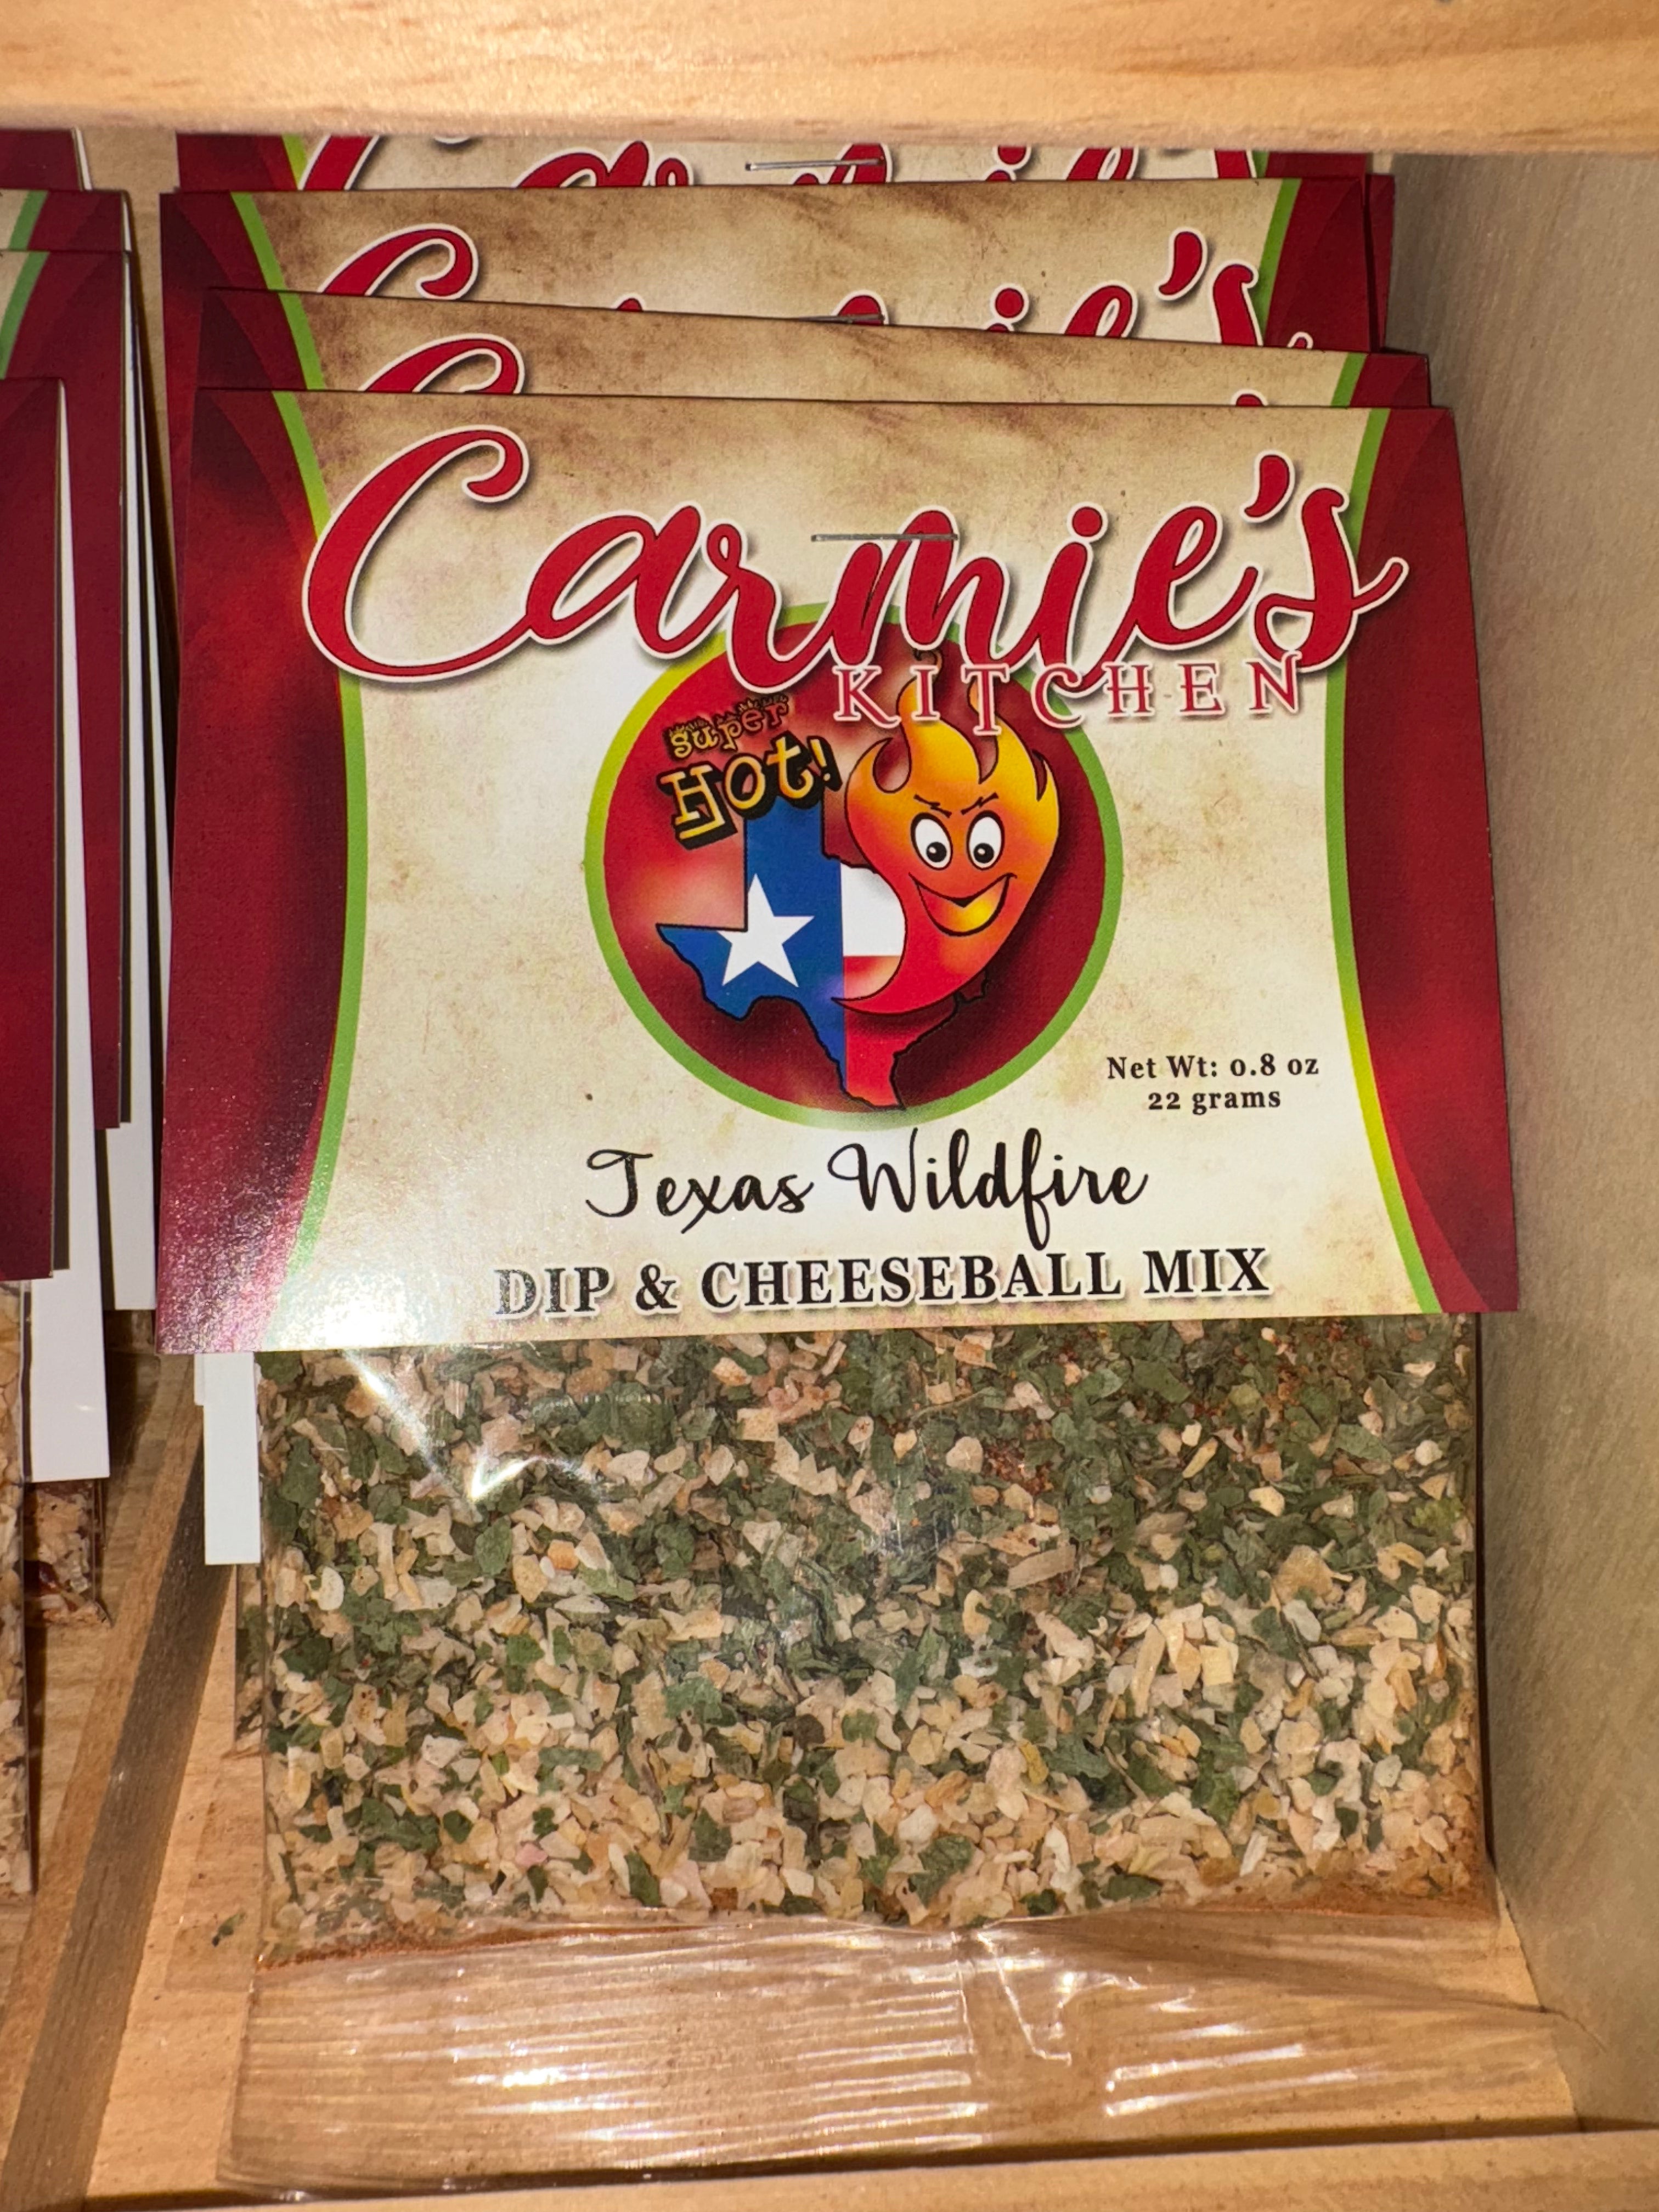 Carmie's
KITCHEN
super
Hot!
Net Wt: 0.8 oz
22 grams
Texas Wildfire
DIP & CHEESEBALL MIX